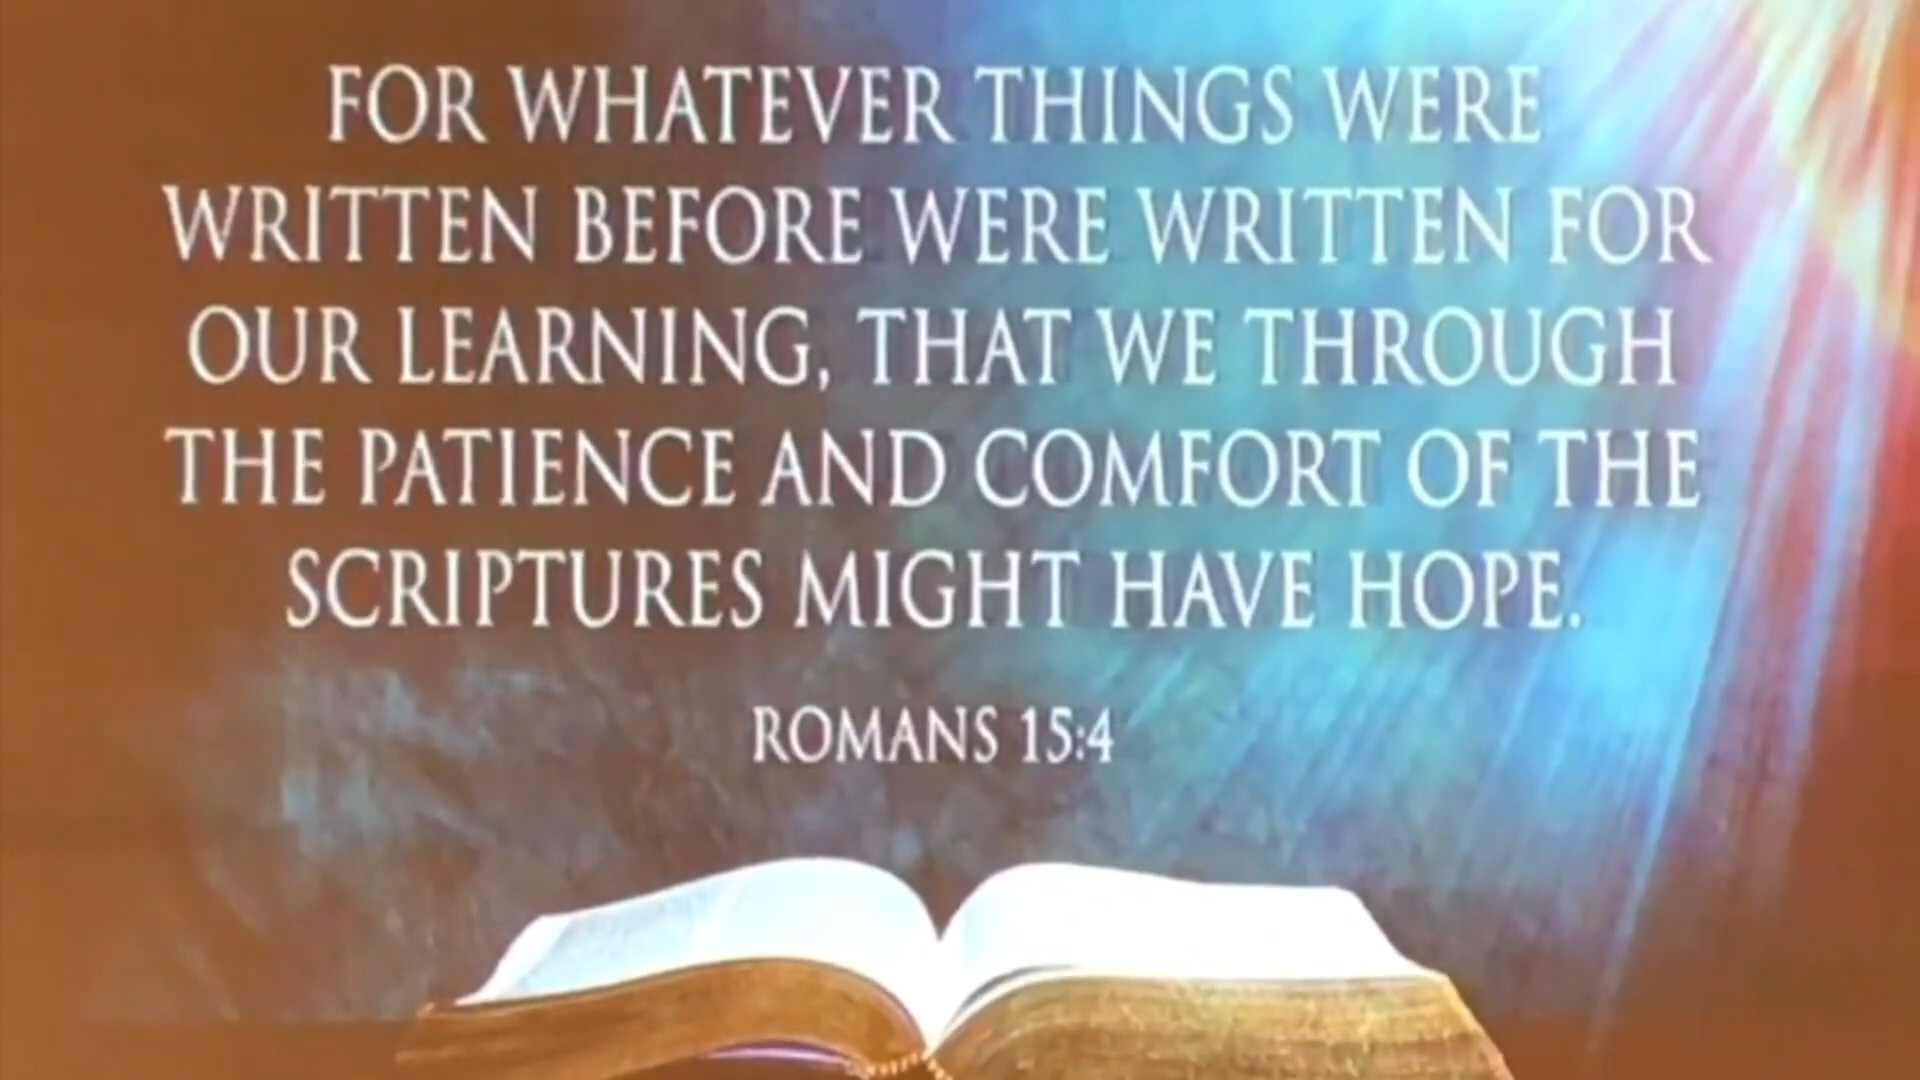 FOR WHATEVER THINGS WERE
WRITTEN BEFORE WERE WRITTEN FOR
OUR LEARNING, THAT WE THROUGH
THE PATIENCE AND COMFORT OF THE
SCRIPTURES MIGHT HAVE HOPE.
ROMANS 15:4